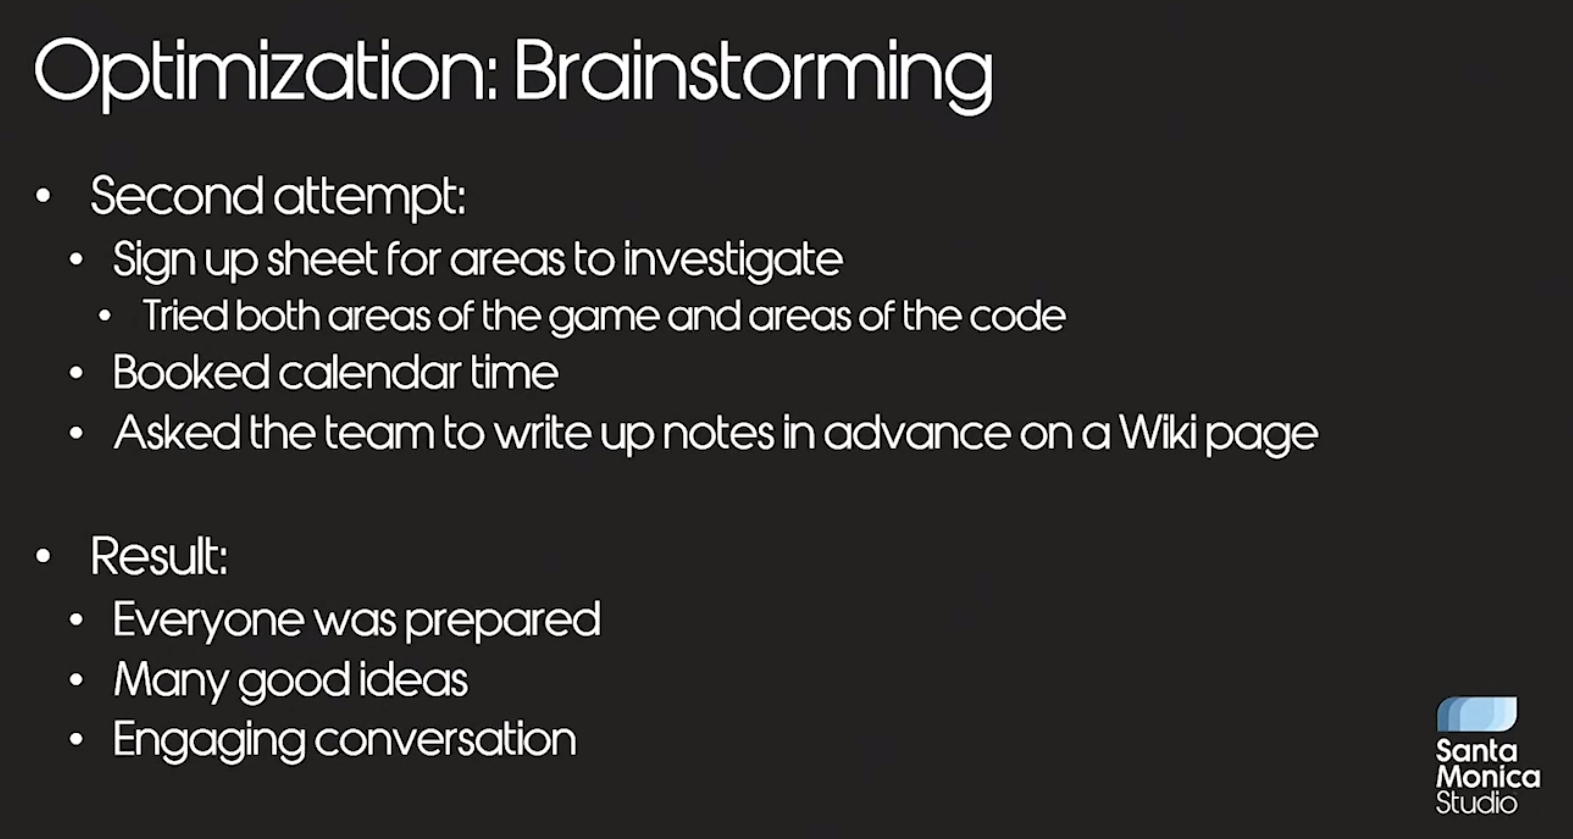 Optimization: Brainstorming
• Second attempt:
• Sign up sheet for areas to investigate
• Tried both areas of the game and areas of the code
• Booked calendar time
• Asked the team to write up notes in advance on a Wiki page
• Result:
• Everyone was prepared
• Many good ideas
• Engaging conversation
Santa
Monica
Studio